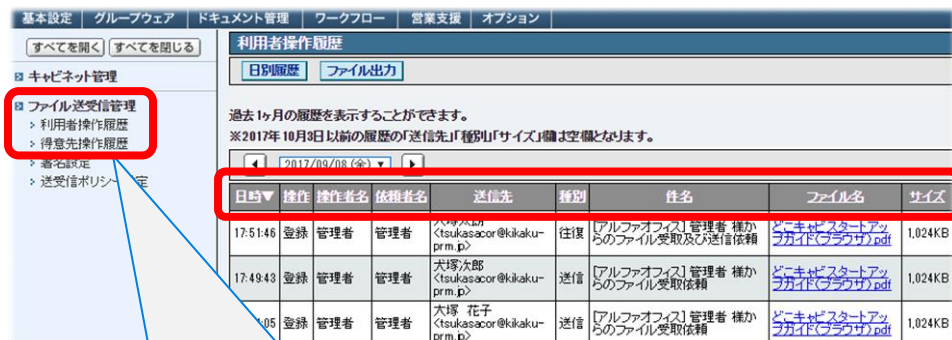 基本設定 グループウェア ドキュメント管理 ワークフロー 営業支援 オプション
すべてを開く すべてを閉じる
キャビネット管理
ファイル送受信管理
利用者操作履歴
得意先操作履歴
署名設定
送受信ポリシー 定
利用者操作履歴
日別履歴 ファイル出力
過去1ヶ月の履歴を表示することができます。
※2017年10月3日以前の履歴の「送信先」「種別」「サイズ」欄は空欄となります。
2017/09/08 (金)
日時▼ 操作 操作者名 依頼者名 送信先 種別 件名 ファイル名 サイズ
17:51:46 登録 管理者 管理者 犬塚太朗 <tsukasacor@kikaku-prm.jp> 往復 [アルファオフィス] 管理者 様からのファイル受取及び送信依頼 どこキャビスタートアップガイド(ブラウザ).pdf 1,024KB
17:49:43 登録 管理者 管理者 犬塚次郎 <tsukasacor@kikaku-prm.jp> 送信 [アルファオフィス] 管理者 様からのファイル受取依頼 どこキャビスタートアップガイド(ブラウザ).pdf 1,024KB
:05 登録 管理者 管理者 大塚 花子 <tsukasacor@kikaku-prm.jp> 送信 [アルファオフィス] 管理者 様からのファイル受取依頼 どこキャビスタートアップガイド(ブラウザ).pdf 1,024KB